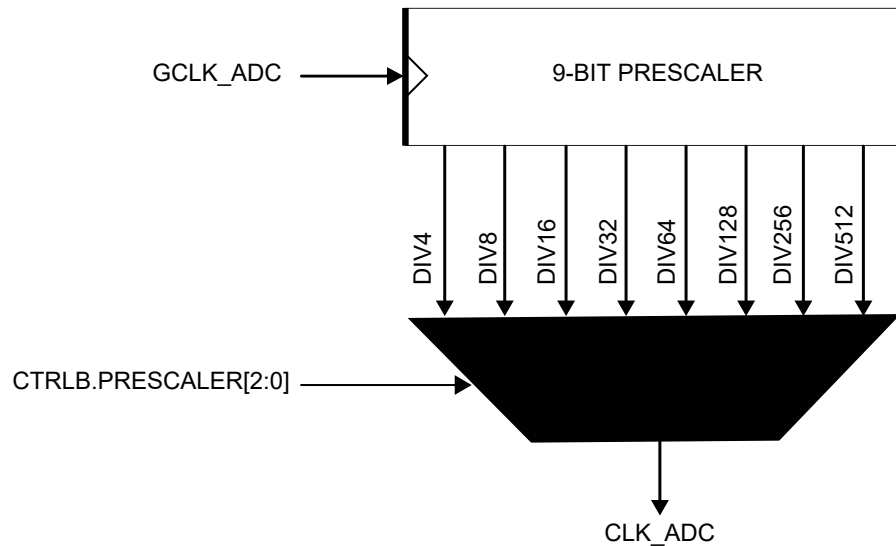 GCLK_ADC
9-BIT PRESCALER
DIV4
DIV8
DIV16
DIV32
DIV64
DIV128
DIV256
DIV512
CTRLB.PRESCALER[2:0]
CLK_ADC